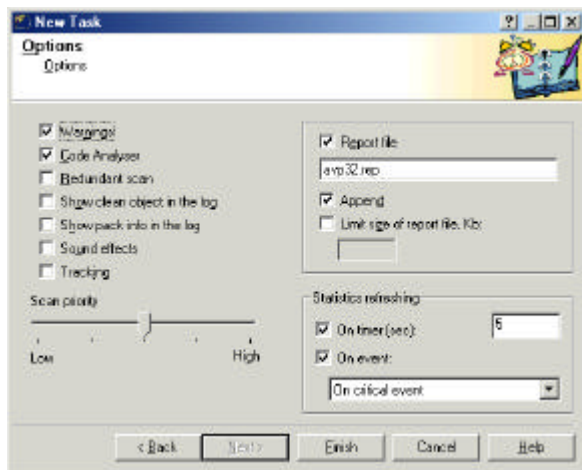 New Task
Options
Options
Warnings
Code Analyser
Redundant scan
Show clean object in the log
Show pack info in the log
Sound effects
Tracking
Scan priority
Low
High
Report file
avp32.rep
Append
Limit size of report file, Kb:
Statistics refreshing
On timer (sec):
5
On event:
On critical event
< Back
Next >
Finish
Cancel
Help